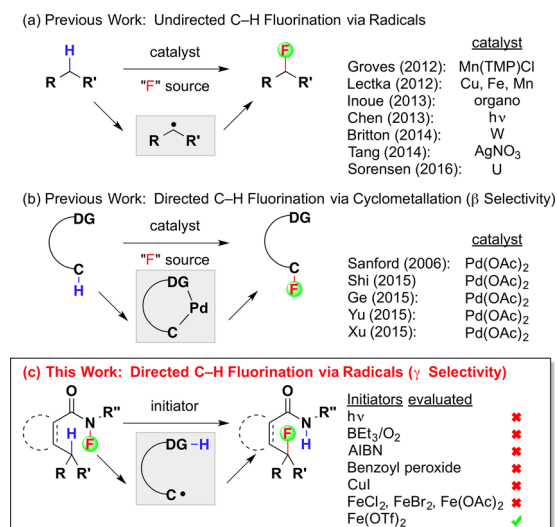 (a) Previous Work: Undirected C–H Fluorination via Radicals
catalyst
H
R R'
catalyst
"F" source
F
R R'
R R'
Groves (2012): Mn(TMP)Cl
Lectka (2012): Cu, Fe, Mn
Inoue (2013): organo
Chen (2013): hν
Britton (2014): W
Tang (2014): AgNO3
Sorensen (2016): U
(b) Previous Work: Directed C–H Fluorination via Cyclometallation (β Selectivity)
DG
C
H
catalyst
"F" source
DG
Pd
C
DG
C
F
catalyst
Sanford (2006): Pd(OAc)2
Shi (2015) Pd(OAc)2
Ge (2015): Pd(OAc)2
Yu (2015): Pd(OAc)2
Xu (2015): Pd(OAc)2
(c) This Work: Directed C–H Fluorination via Radicals (γ Selectivity)
O
N R"
H F
R R'
initiator
DG –H
C •
O
N R"
F H
R R'
Initiators evaluated
hν ✖
BEt3/O2 ✖
AIBN ✖
Benzoyl peroxide ✖
CuI ✖
FeCl2, FeBr2, Fe(OAc)2 ✖
Fe(OTf)2 ✔